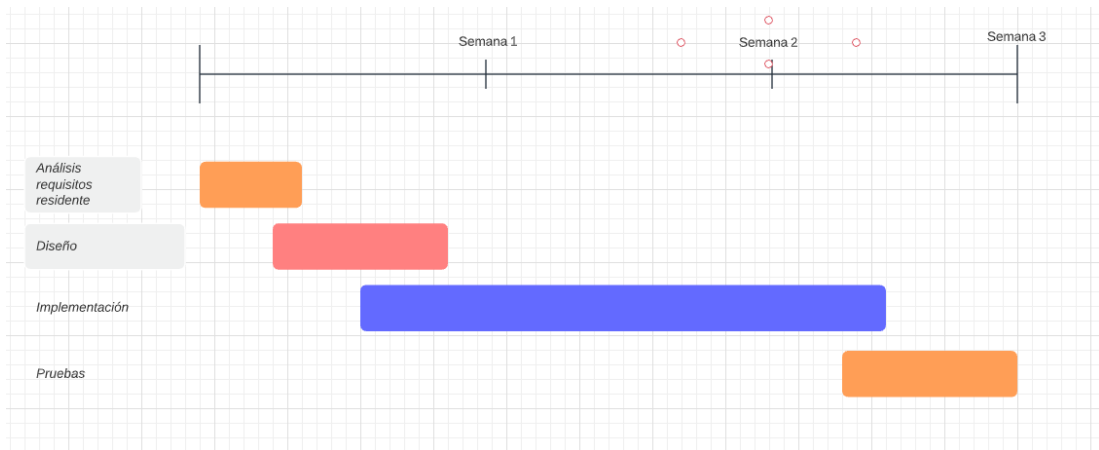 Semana 1
Semana 2
Semana 3
Análisis
requisitos
residente
Diseño
Implementación
Pruebas